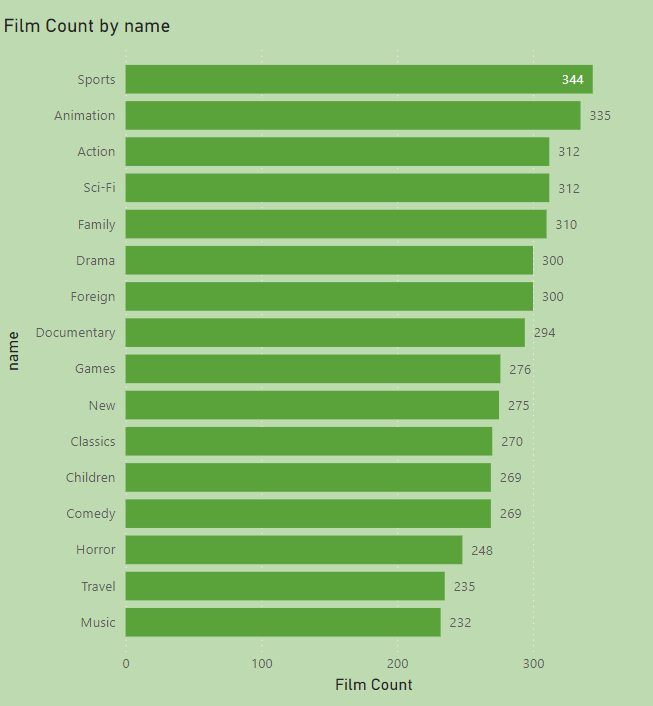 Film Count by name
Sports 344
Animation 335
Action 312
Sci-Fi 312
Family 310
Drama 300
Foreign 300
Documentary 294
Games 276
New 275
Classics 270
Children 269
Comedy 269
Horror 248
Travel 235
Music 232
name
0 100 200 300
Film Count